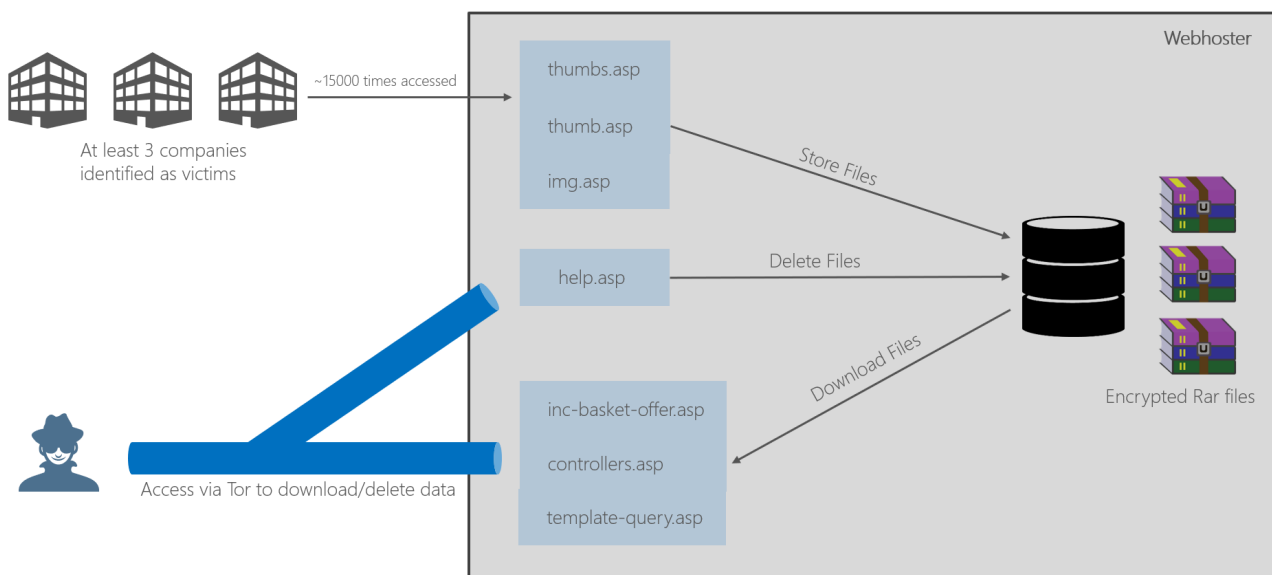 Webhoster
~15000 times accessed
thumbs.asp
thumb.asp
img.asp
At least 3 companies
identified as victims
Store Files
help.asp
Delete Files
Download Files
inc-basket-offer.asp
controllers.asp
template-query.asp
Encrypted Rar files
Access via Tor to download/delete data